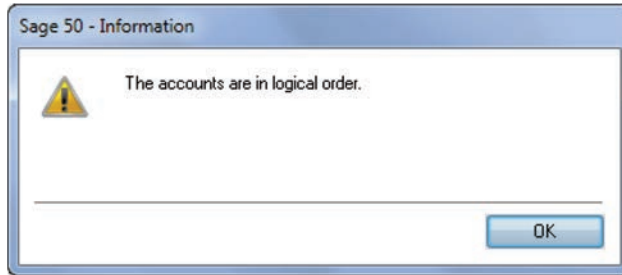 Sage 50 - Information
The accounts are in logical order.
OK